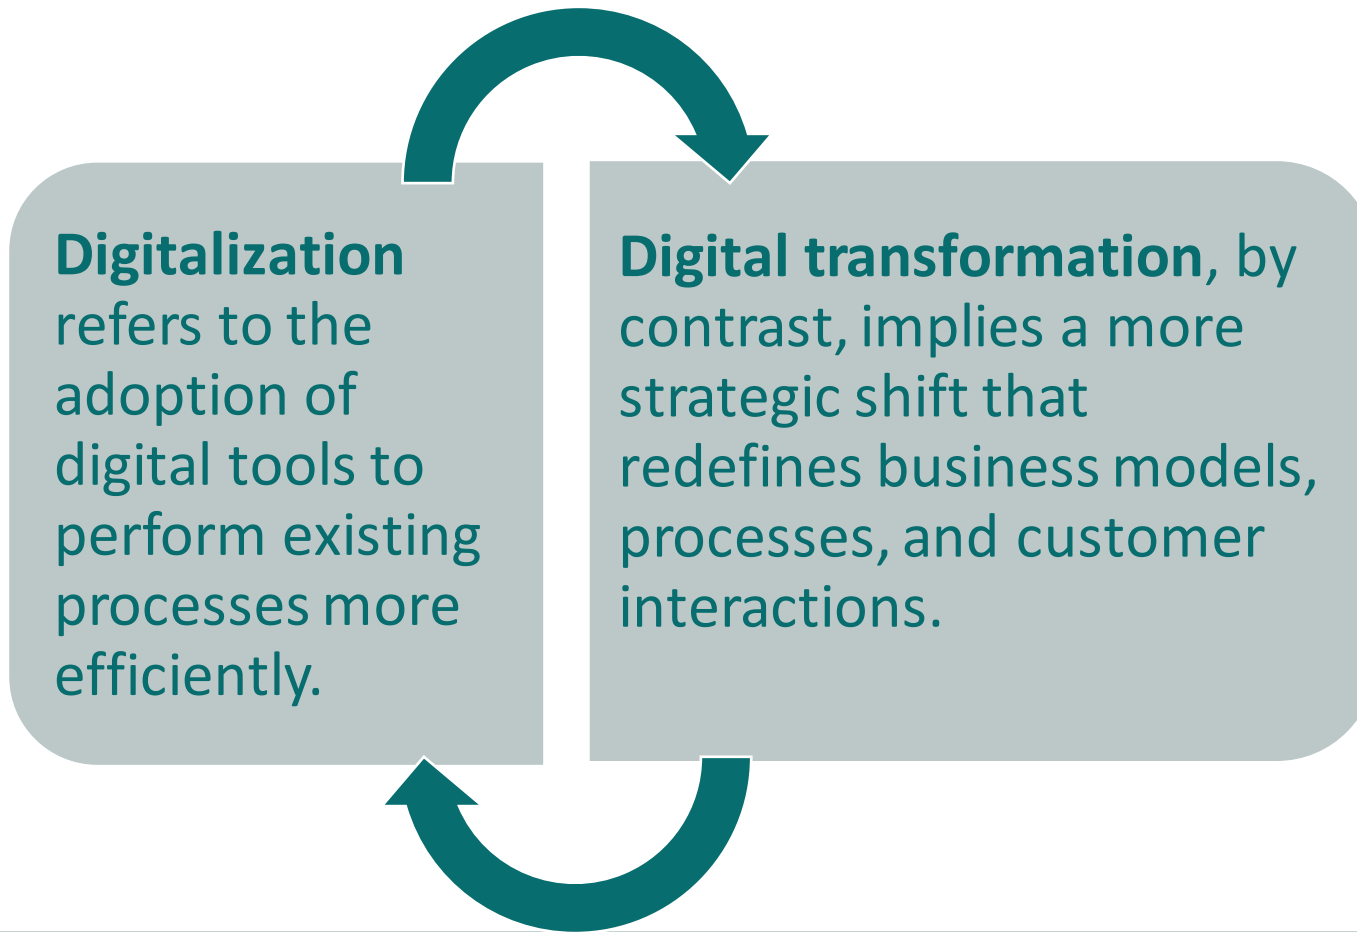 Digitalization
refers to the
adoption of
digital tools to
perform existing
processes more
efficiently.
Digital transformation, by
contrast, implies a more
strategic shift that
redefines business models,
processes, and customer
interactions.